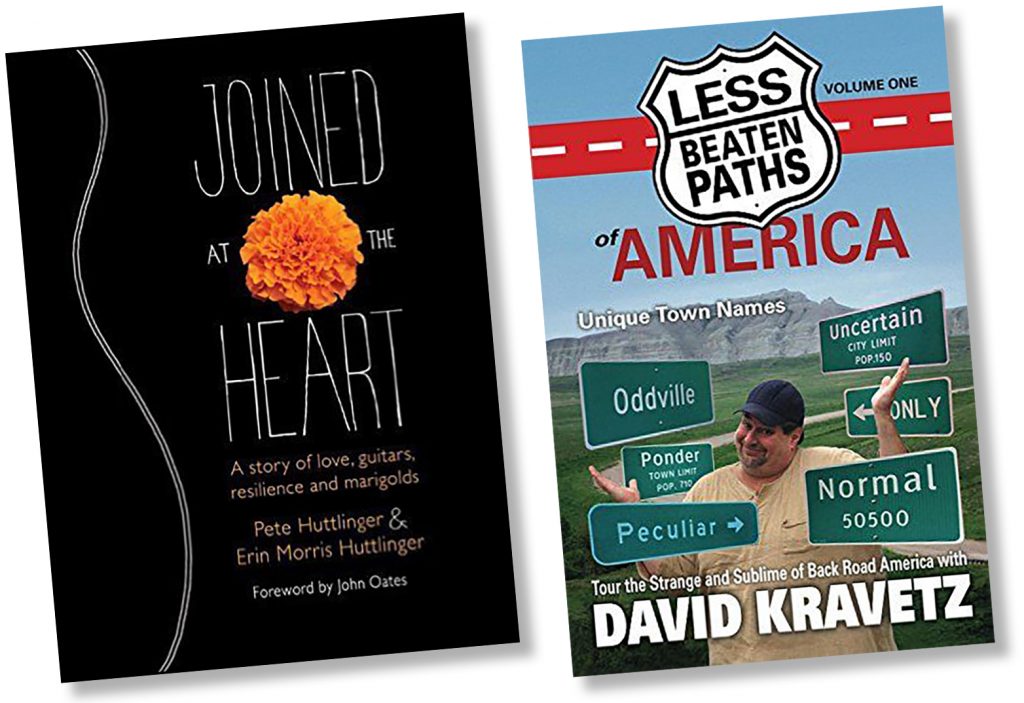 JOINED
AT THE
HEART
A story of love, guitars,
resilience and marigolds
Pete Huttlinger &
Erin Morris Huttlinger
Foreword by John Oates
VOLUME ONE
LESS
BEATEN
PATHS
of AMERICA
Unique Town Names
Uncertain
CITY LIMIT
POP. 150
Oddville
ONLY
Ponder
TOWN LIMIT
POP. 710
Normal
50500
Peculiar
Tour the Strange and Sublime of Back Road America with
DAVID KRAVETZ